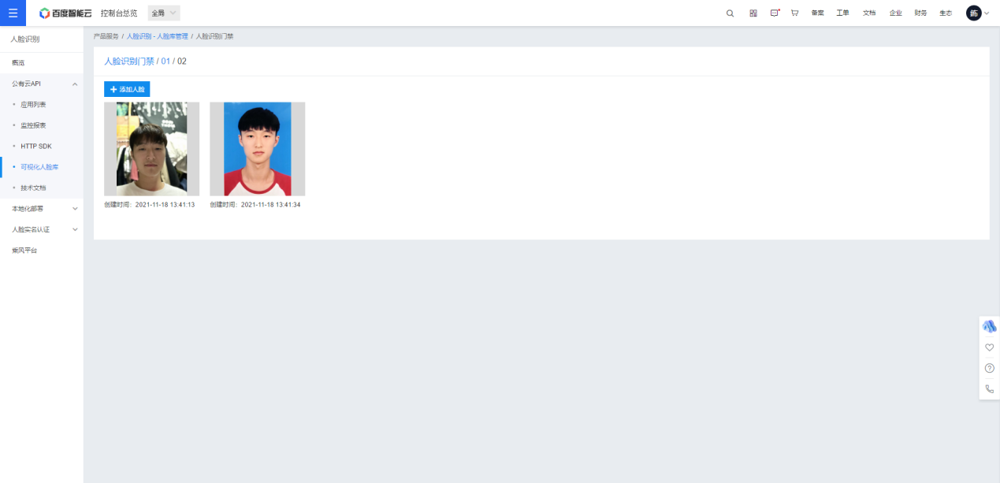 百度智能云 控制台总览 全局 备案 工单 文档 企业 财务 生态
人脸识别
产品服务 / 人脸识别 - 人脸库管理 / 人脸识别门禁
概览
人脸识别门禁 / 01 / 02
公有云API
+ 添加人脸
应用列表
监控报表
HTTP SDK
可视化人脸库
技术文档
创建时间: 2021-11-18 13:41:13 创建时间: 2021-11-18 13:41:34
本地化部署
人脸实名认证
乘风平台